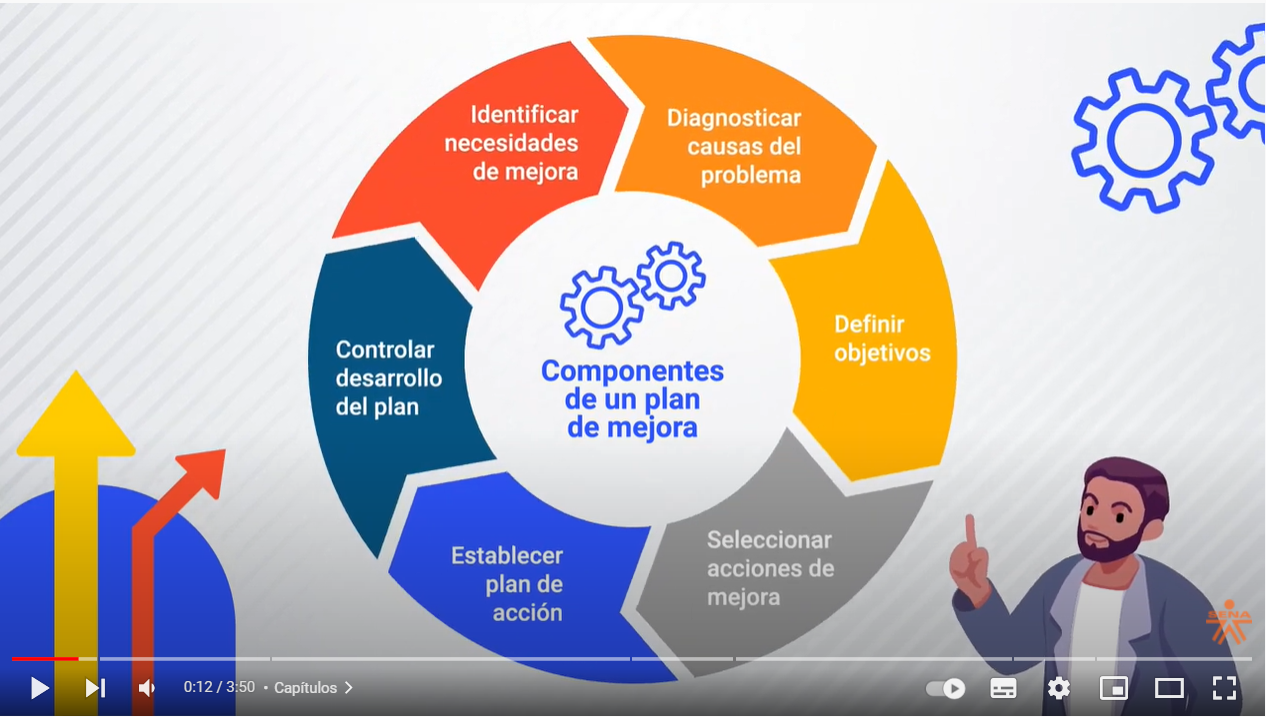 Identificar
necesidades
de mejora
Diagnosticar
causas del
problema
Definir
objetivos
Seleccionar
acciones de
mejora
Establecer
plan de
acción
Controlar
desarrollo
del plan
Componentes
de un plan
de mejora
SENA
0:12 / 3:50 • Capítulos